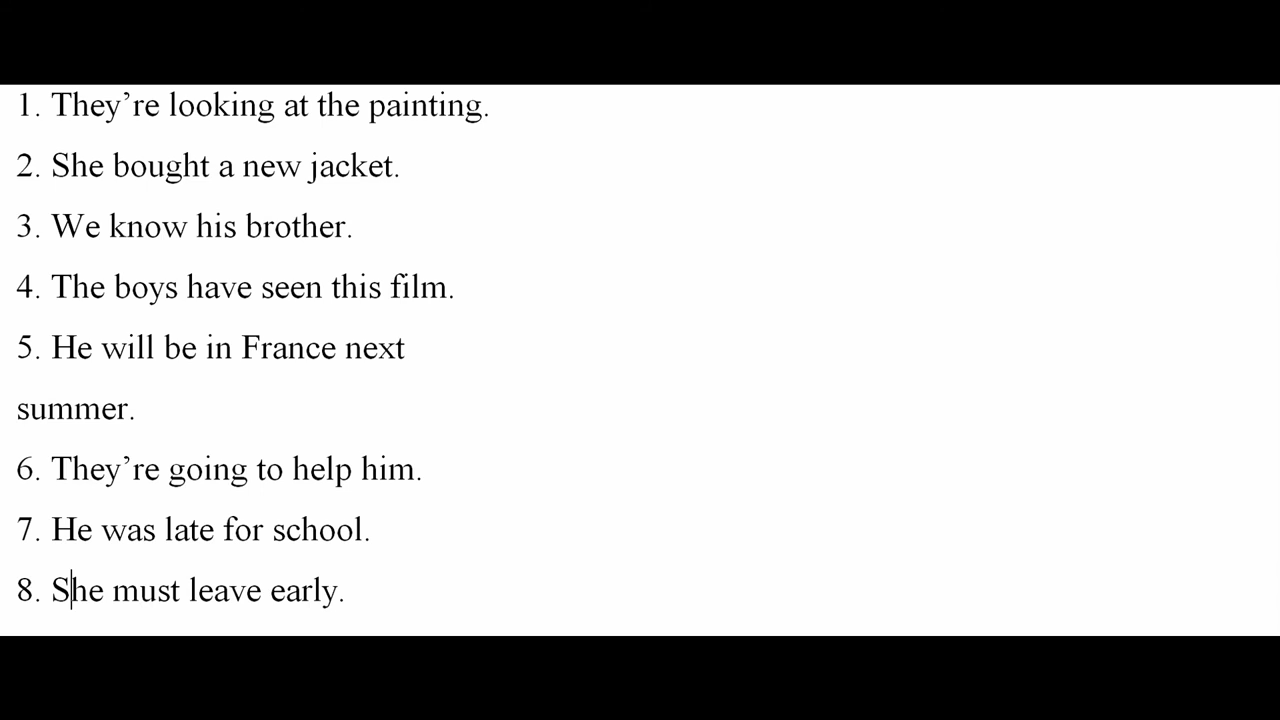 1. They’re looking at the painting.
2. She bought a new jacket.
3. We know his brother.
4. The boys have seen this film.
5. He will be in France next
summer.
6. They’re going to help him.
7. He was late for school.
8. She must leave early.